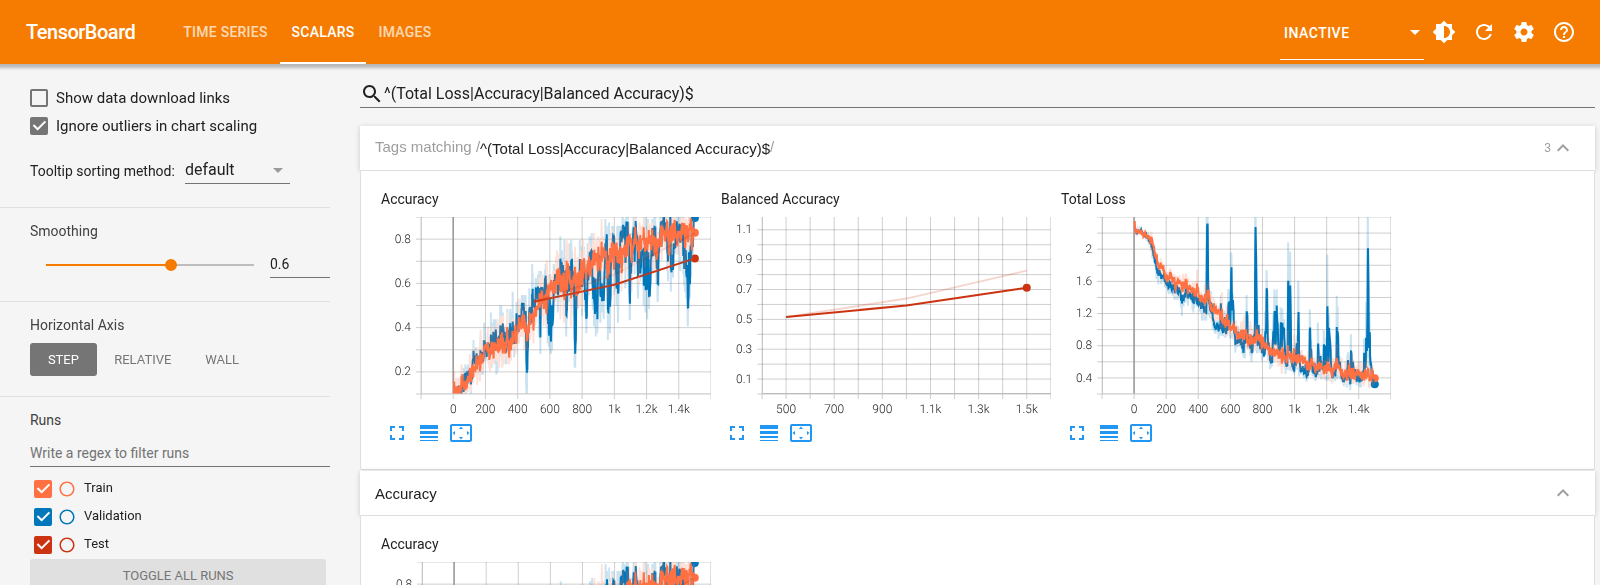 TensorBoard TIME SERIES SCALARS IMAGES INACTIVE
Show data download links
Ignore outliers in chart scaling
Tooltip sorting method: default
Smoothing
0.6
Horizontal Axis
STEP RELATIVE WALL
Runs
Write a regex to filter runs
Train
Validation
Test
TOGGLE ALL RUNS
^(Total Loss|Accuracy|Balanced Accuracy)$
Tags matching /^(Total Loss|Accuracy|Balanced Accuracy)$/ 3
Accuracy
0.8
0.6
0.4
0.2
0 200 400 600 800 1k 1.2k 1.4k
Balanced Accuracy
1.1
0.9
0.7
0.5
0.3
0.1
500 700 900 1.1k 1.3k 1.5k
Total Loss
2
1.6
1.2
0.8
0.4
0 200 400 600 800 1k 1.2k 1.4k
Accuracy
Accuracy
0.8